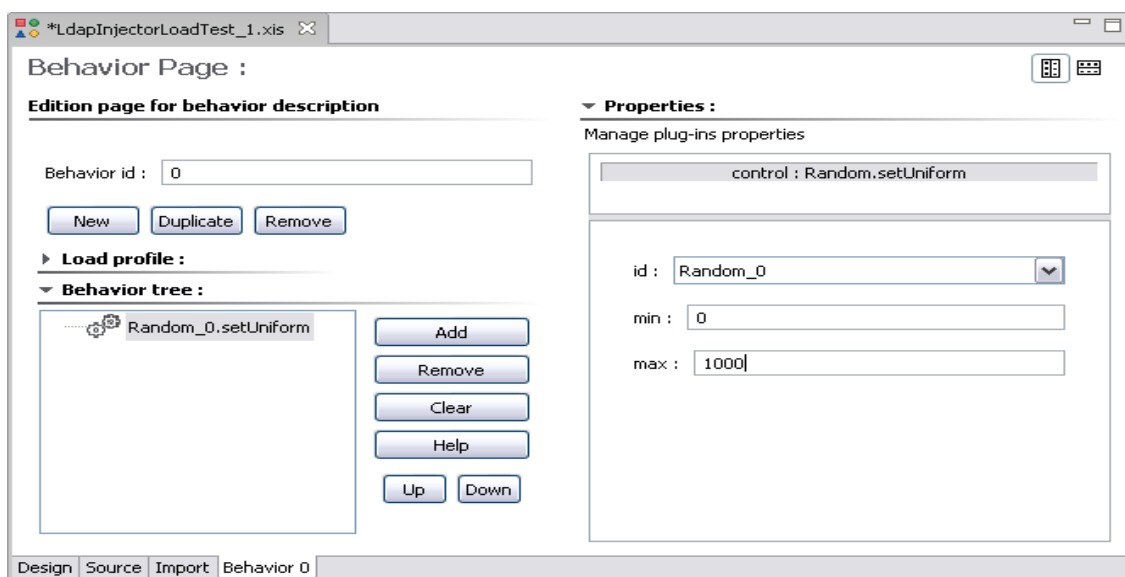 *LdapInjectorLoadTest_1.xis
Behavior Page :
Edition page for behavior description
Behavior id : 0
New Duplicate Remove
Load profile :
Behavior tree :
Random_0.setUniform
Add
Remove
Clear
Help
Up Down
Properties :
Manage plug-ins properties
control : Random.setUniform
id : Random_0
min : 0
max : 1000
Design Source Import Behavior 0